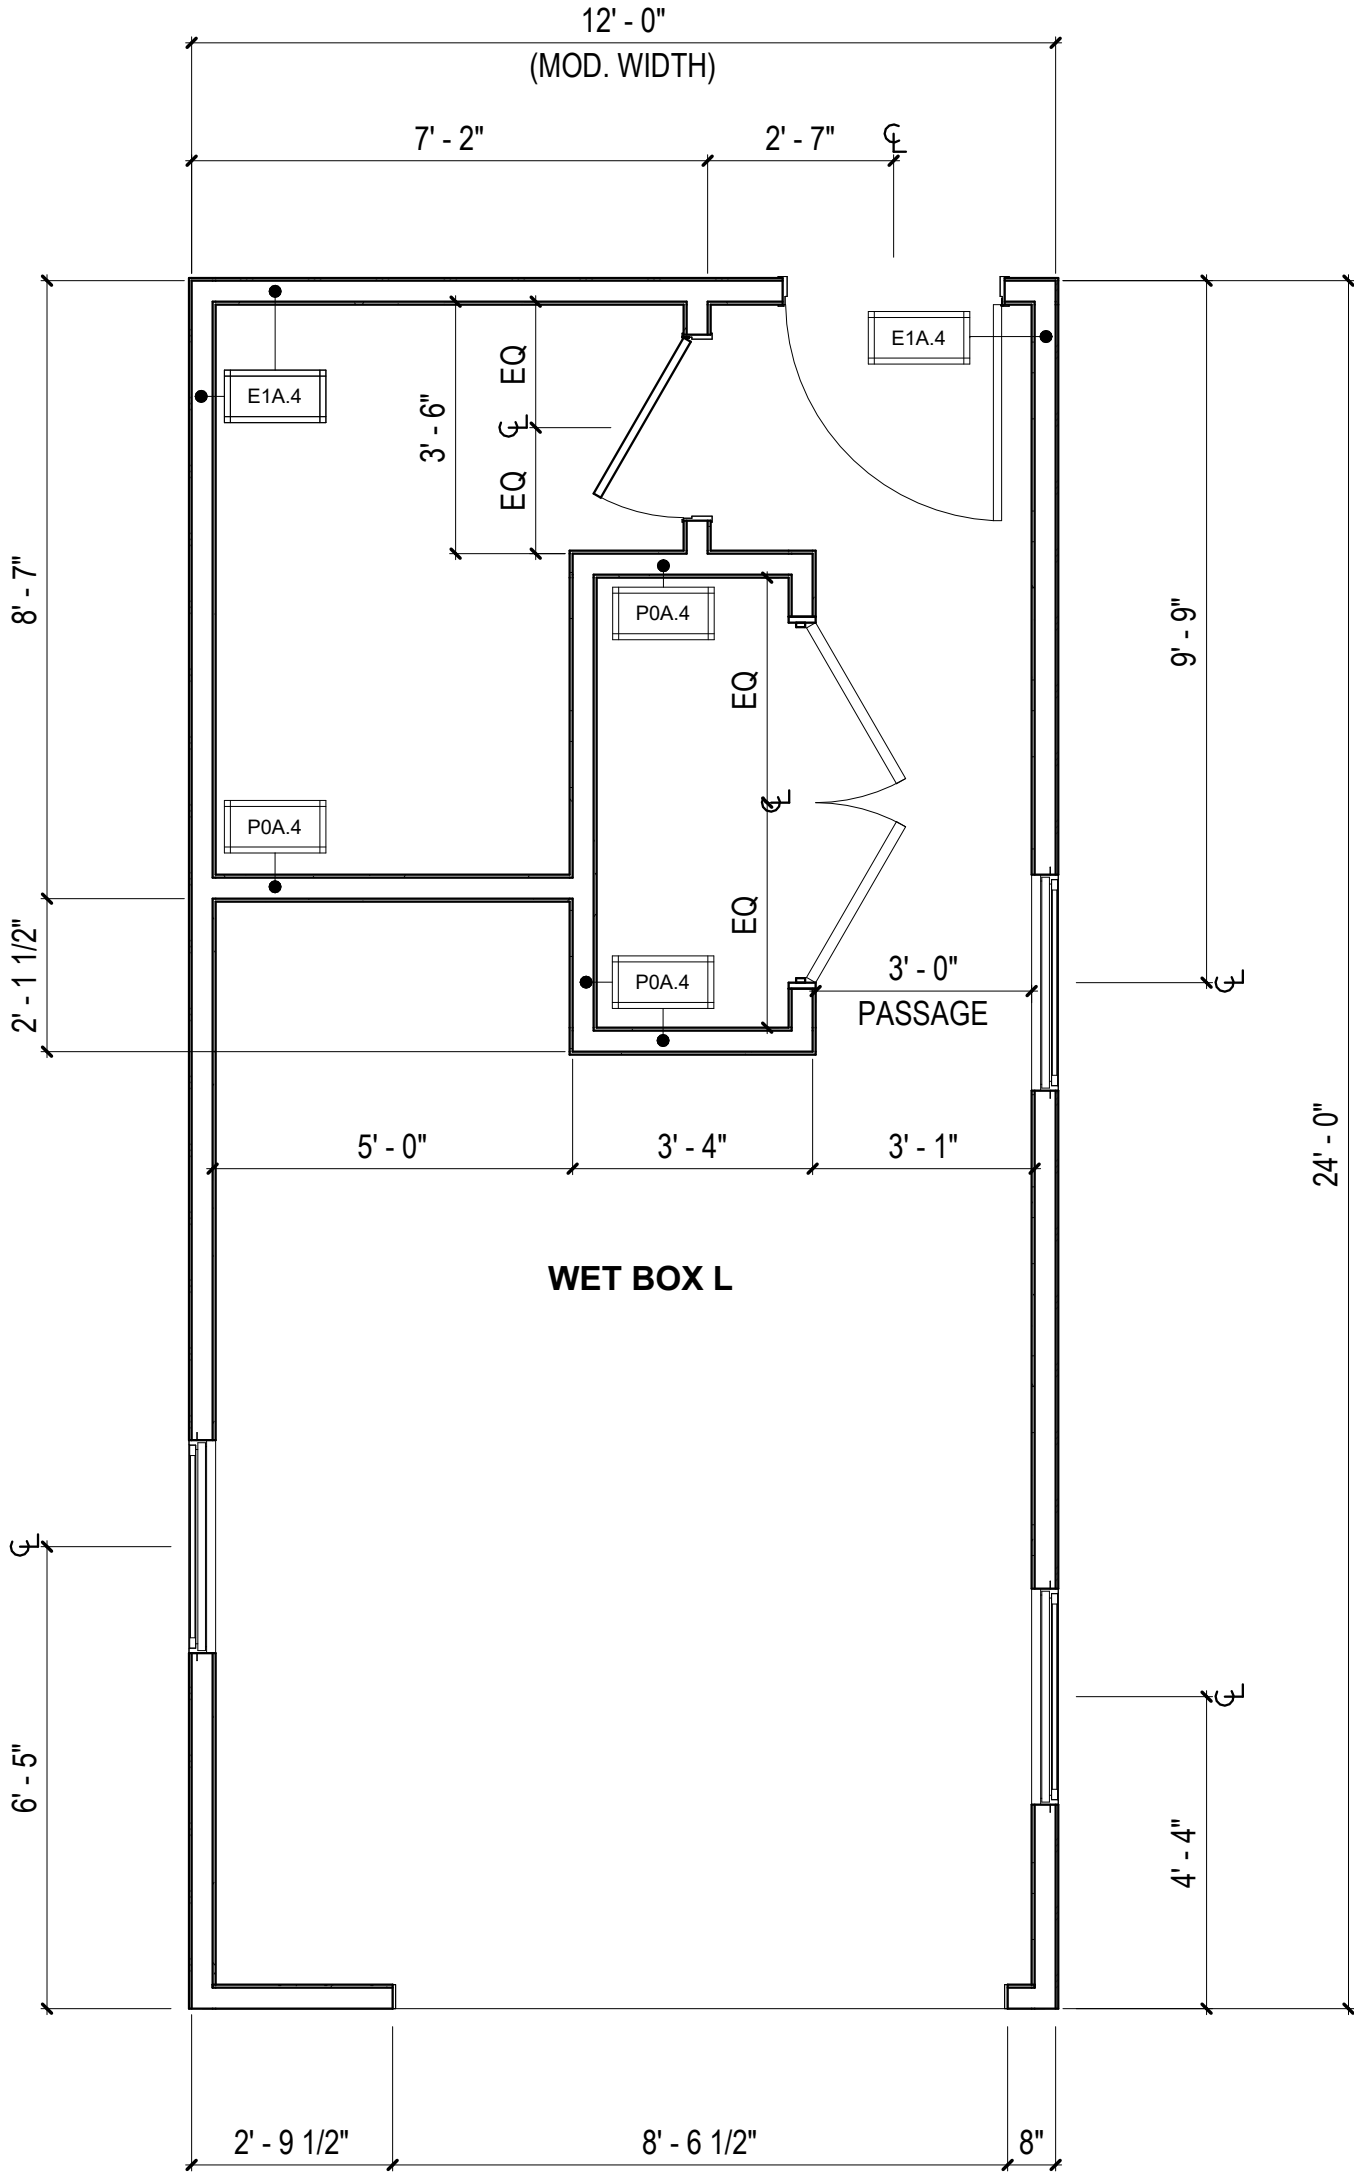 12' - 0"
(MOD. WIDTH)
7' - 2"
2' - 7"
℄
E1A.4
E1A.4
EQ
3' - 6"
℄
EQ
8' - 7"
P0A.4
9' - 9"
EQ
℄
P0A.4
EQ
2' - 1 1/2"
P0A.4
3' - 0"
PASSAGE
℄
5' - 0"
3' - 4"
3' - 1"
24' - 0"
WET BOX L
℄
6' - 5"
℄
4' - 4"
2' - 9 1/2"
8' - 6 1/2"
8"